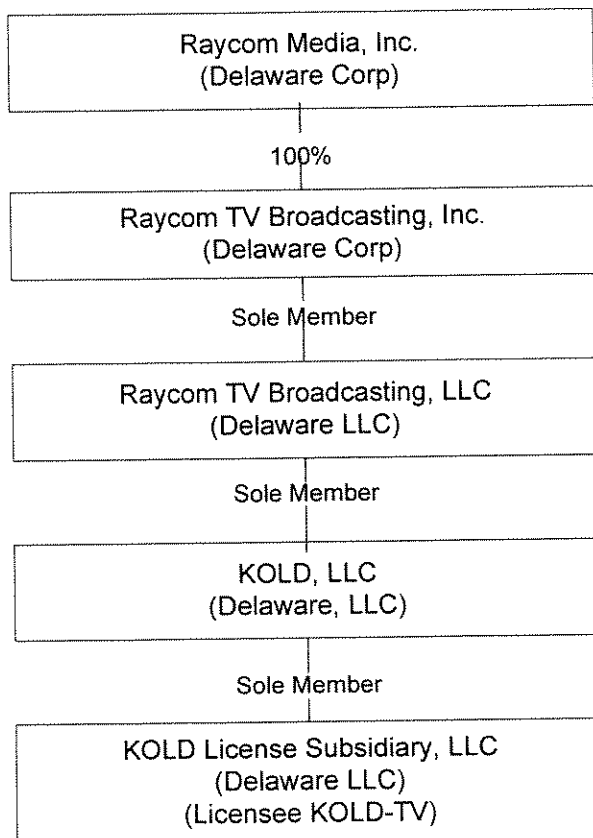 Raycom Media, Inc.
(Delaware Corp)
100%
Raycom TV Broadcasting, Inc.
(Delaware Corp)
Sole Member
Raycom TV Broadcasting, LLC
(Delaware LLC)
Sole Member
KOLD, LLC
(Delaware, LLC)
Sole Member
KOLD License Subsidiary, LLC
(Delaware LLC)
(Licensee KOLD-TV)